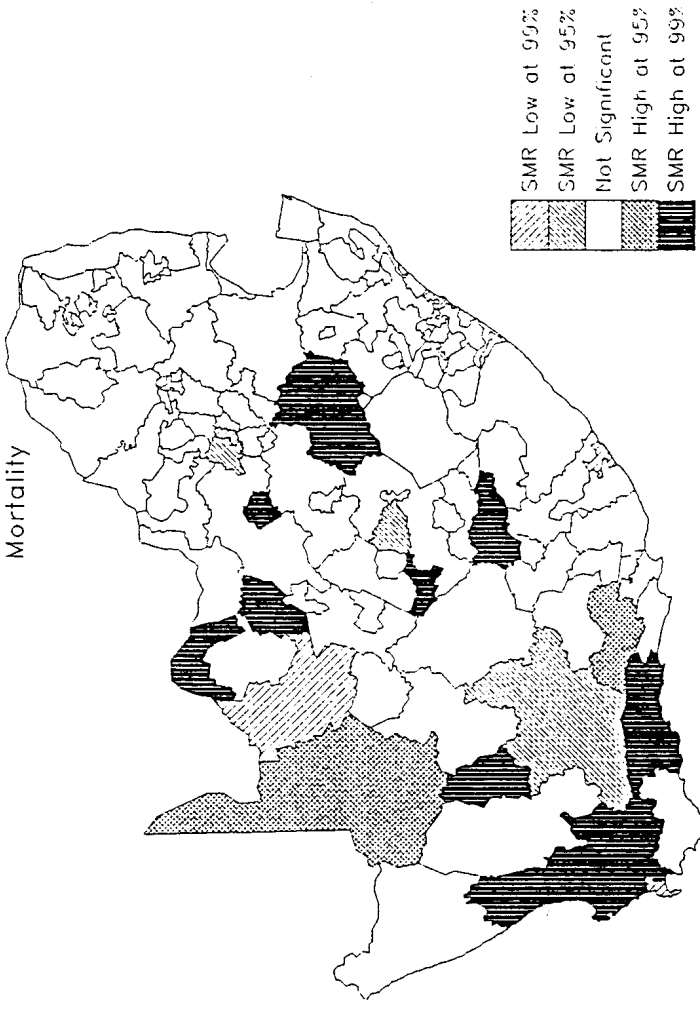 Mortality
SMR Low at 99%
SMR Low at 95%
Not Significant
SMR High at 95%
SMR High at 99%